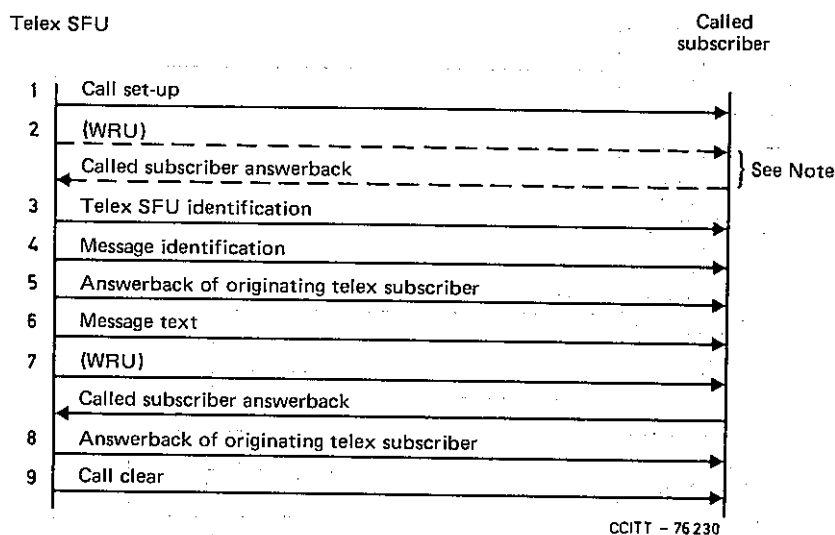 Telex SFU
Called
subscriber
1 Call set-up
2 (WRU)
Called subscriber answerback
See Note
3 Telex SFU identification
4 Message identification
5 Answerback of originating telex subscriber
6 Message text
7 (WRU)
Called subscriber answerback
8 Answerback of originating telex subscriber
9 Call clear
CCITT – 76230